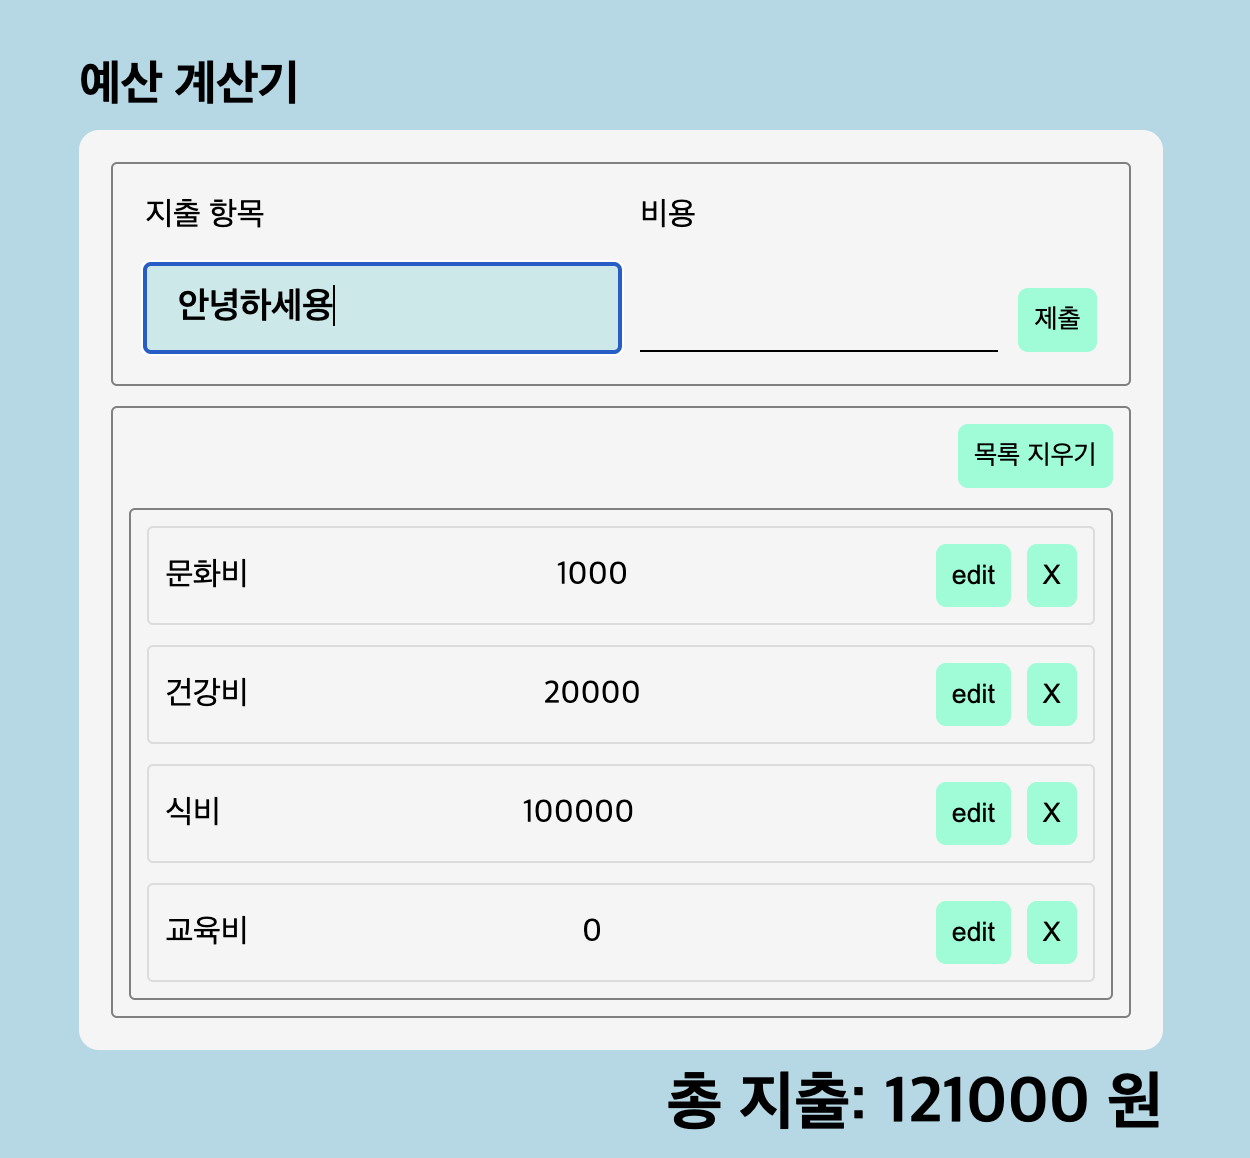 예산 계산기
지출 항목 비용
안녕하세용
제출
목록 지우기
문화비 1000 edit X
건강비 20000 edit X
식비 100000 edit X
교육비 0 edit X
총 지출: 121000 원